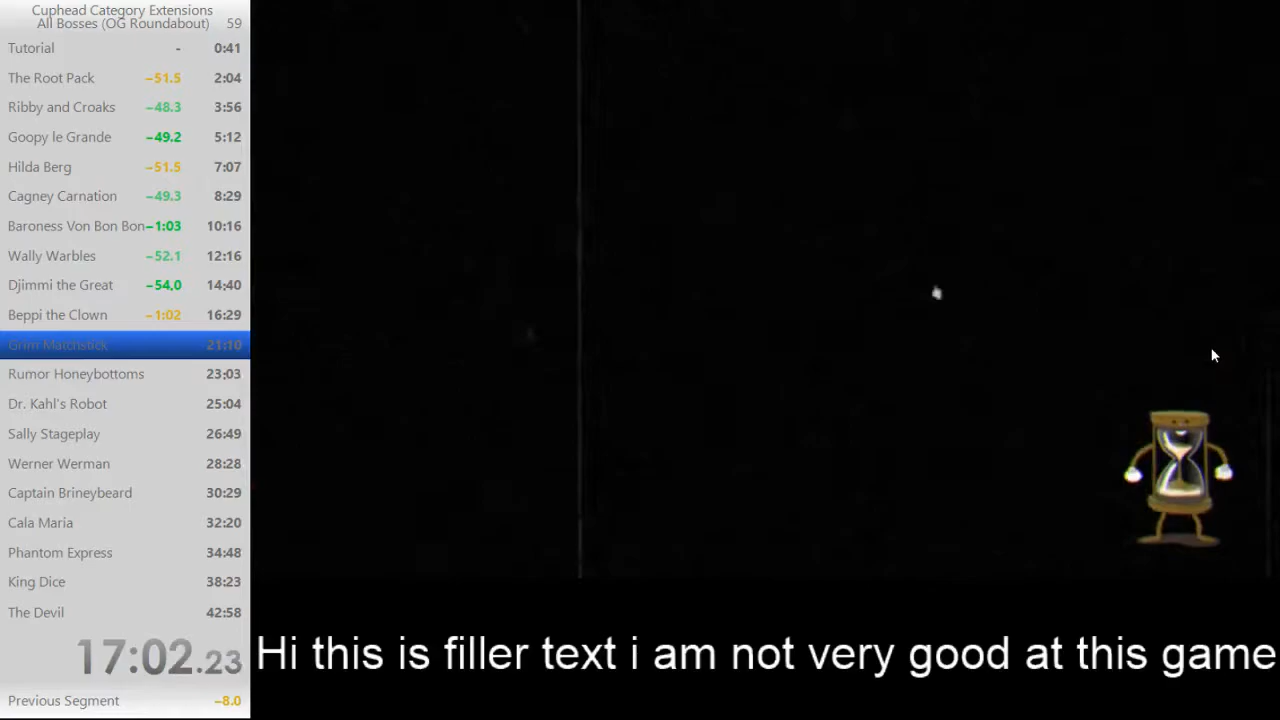 Cuphead Category Extensions
All Bosses (OG Roundabout) 59
Tutorial - 0:41
The Root Pack −51.5 2:04
Ribby and Croaks −48.3 3:56
Goopy le Grande −49.2 5:12
Hilda Berg −51.5 7:07
Cagney Carnation −49.3 8:29
Baroness Von Bon Bon −1:03 10:16
Wally Warbles −52.1 12:16
Djimmi the Great −54.0 14:40
Beppi the Clown −1:02 16:29
Grim Matchstick 21:10
Rumor Honeybottoms 23:03
Dr. Kahl's Robot 25:04
Sally Stageplay 26:49
Werner Werman 28:28
Captain Brineybeard 30:29
Cala Maria 32:20
Phantom Express 34:48
King Dice 38:23
The Devil 42:58
17:02.23
Previous Segment −8.0
Hi this is filler text i am not very good at this game